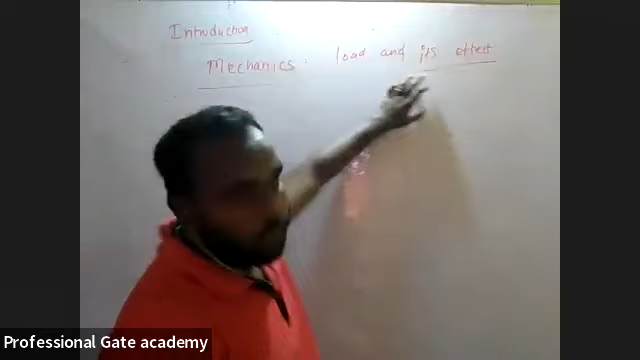 Introduction
Mechanics : load and its effect
Professional Gate academy